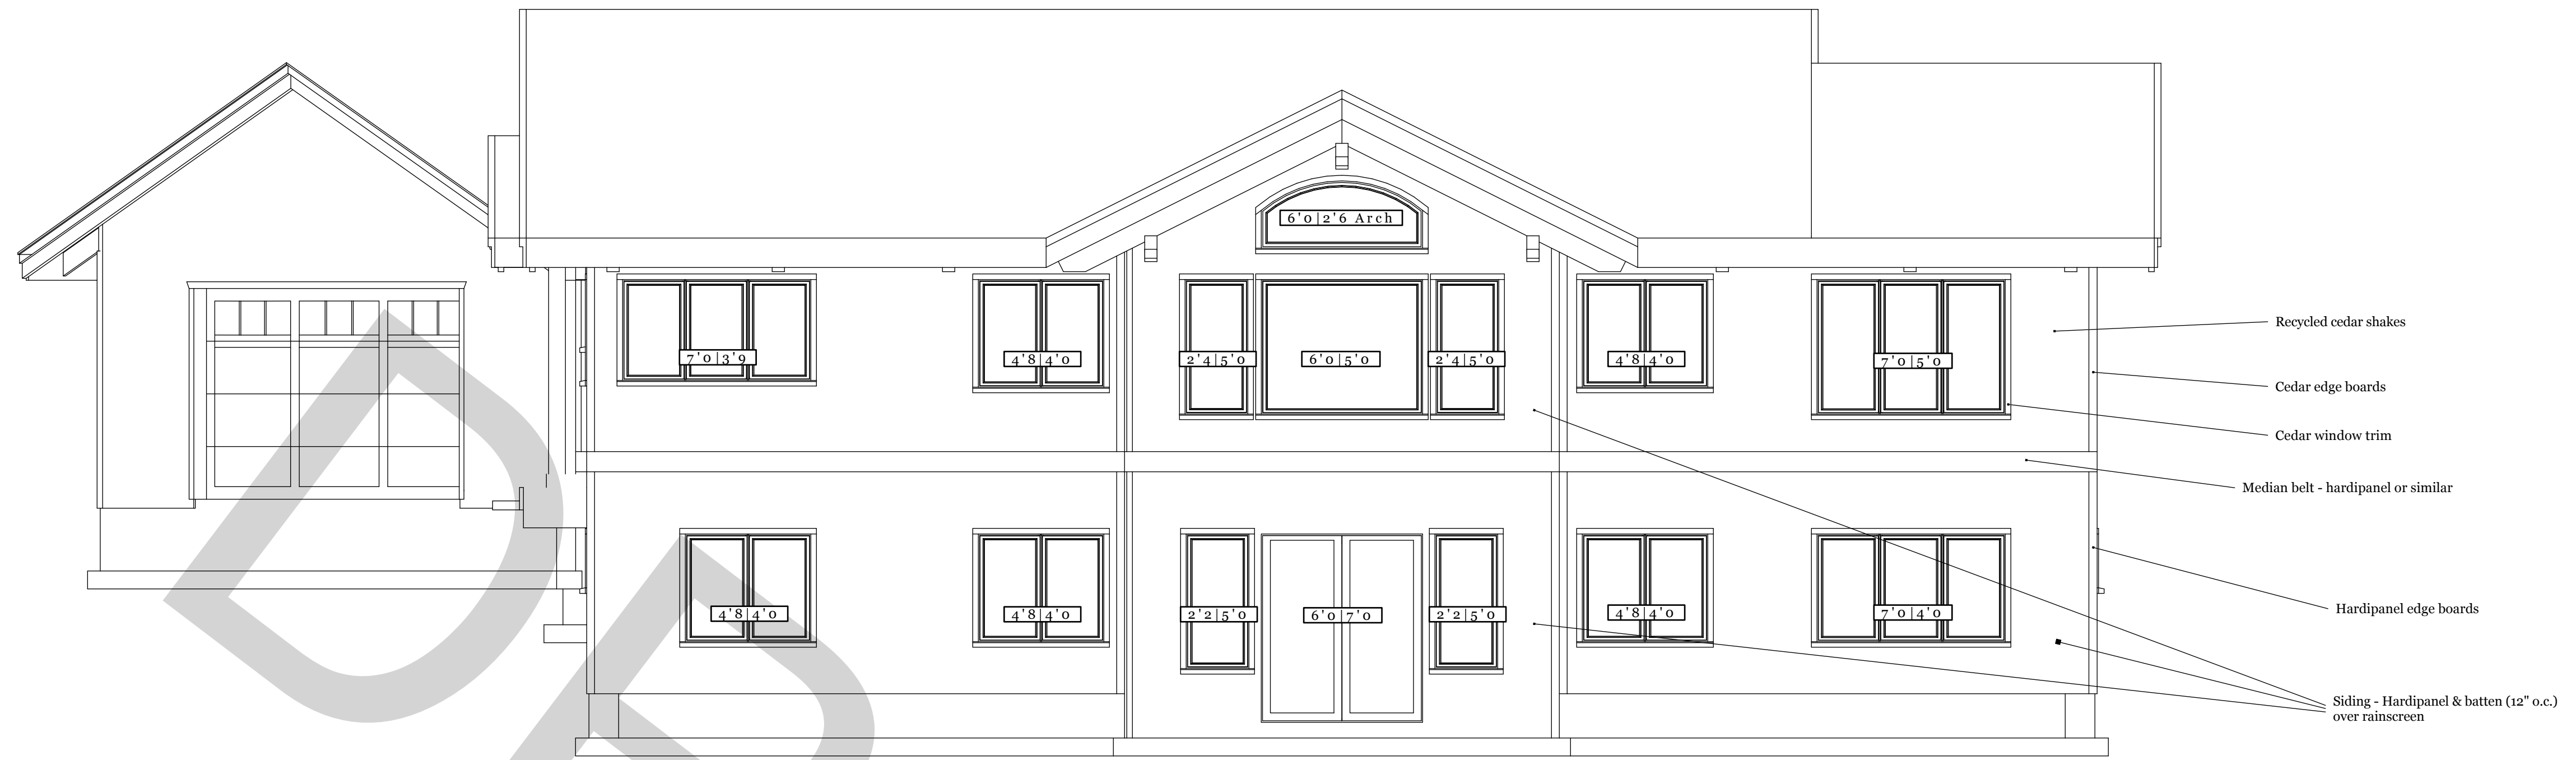 6'0|2'6 Arch
7'0|3'9
4'8|4'0
2'4|5'0
6'0|5'0
2'4|5'0
4'8|4'0
7'0|5'0
Recycled cedar shakes
Cedar edge boards
Cedar window trim
Median belt - hardipanel or similar
4'8|4'0
4'8|4'0
2'2|5'0
6'0|7'0
2'2|5'0
4'8|4'0
7'0|4'0
Hardipanel edge boards
Siding - Hardipanel & batten (12" o.c.)
over rainscreen